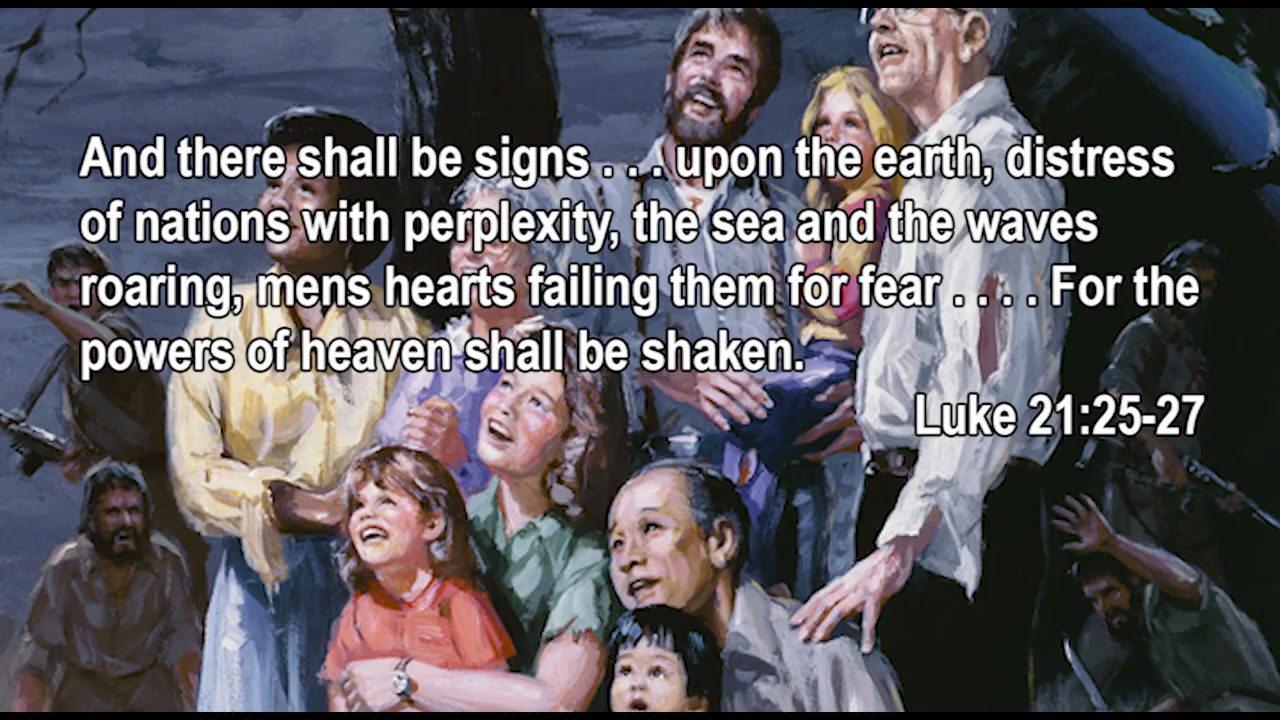 And there shall be signs . . . upon the earth, distress
of nations with perplexity, the sea and the waves
roaring, mens hearts failing them for fear . . . . For the
powers of heaven shall be shaken.
Luke 21:25-27